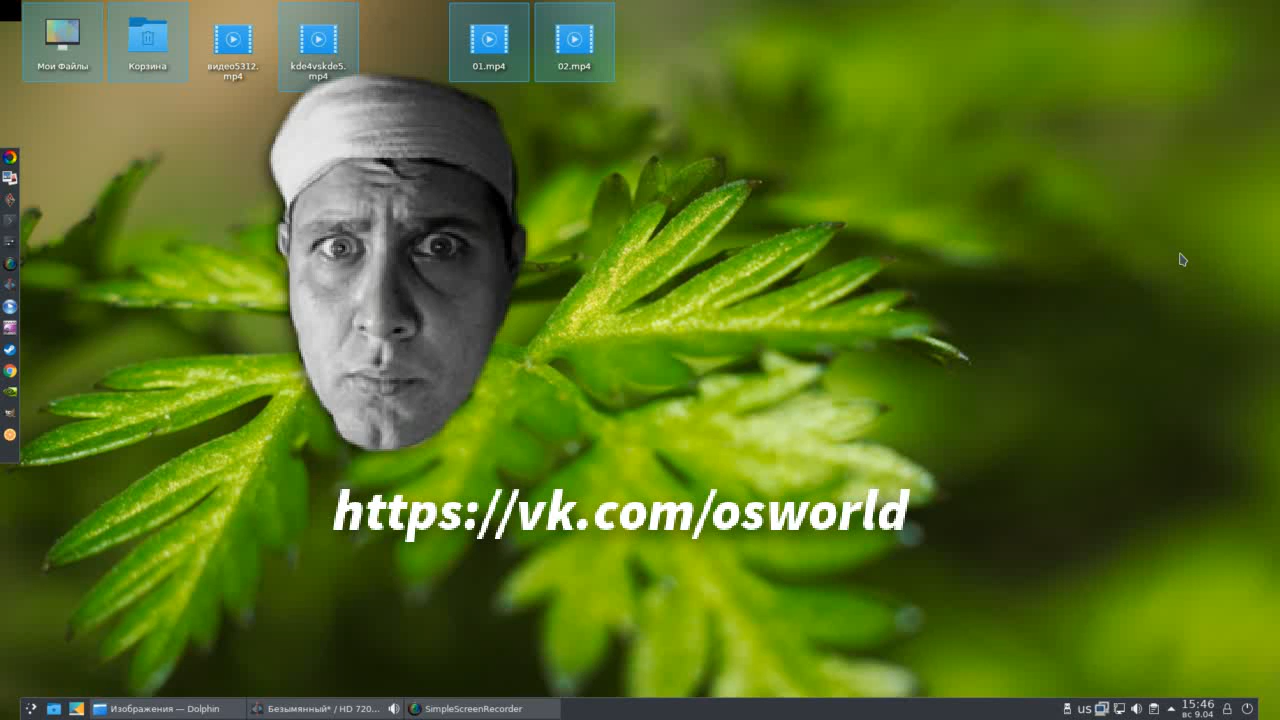 Мои Файлы
Корзина
видео5312.
mp4
kde4vskde5.
mp4
01.mp4
02.mp4
https://vk.com/osworld
Изображения — Dolphin
Безымянный* / HD 720...
SimpleScreenRecorder
us
15:46
вс 9.04